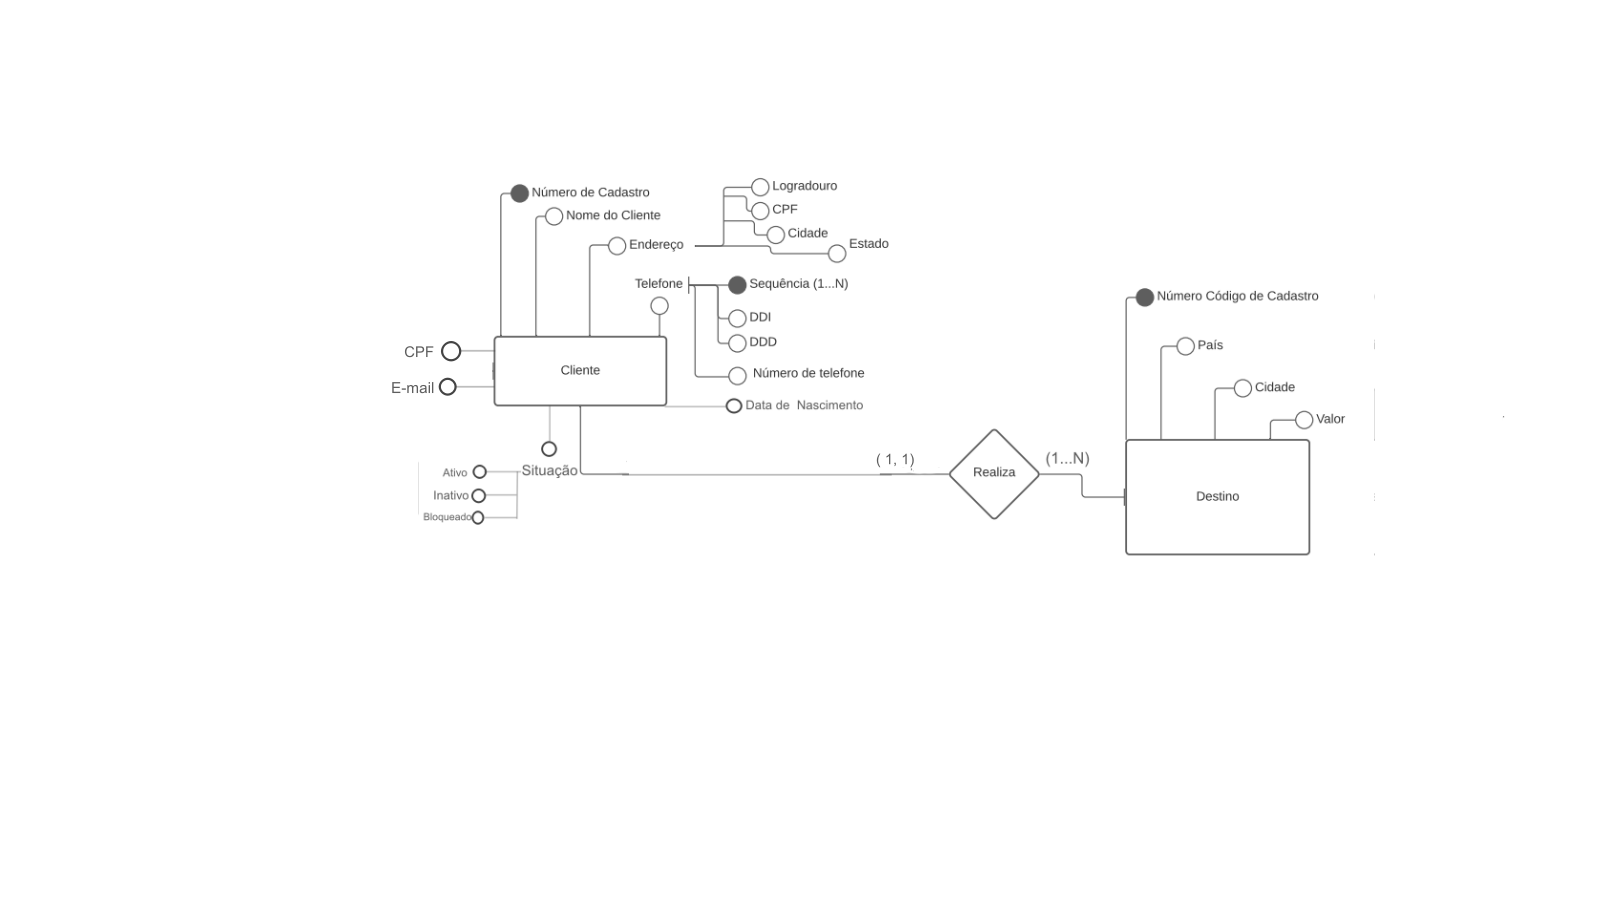 Número de Cadastro
Nome do Cliente
Endereço
Logradouro
CPF
Cidade
Estado
Telefone
Sequência (1...N)
DDI
DDD
Número de telefone
CPF
E-mail
Cliente
Data de Nascimento
Situação
Ativo
Inativo
Bloqueado
( 1, 1)
Realiza
(1...N)
Número Código de Cadastro
País
Cidade
Valor
Destino